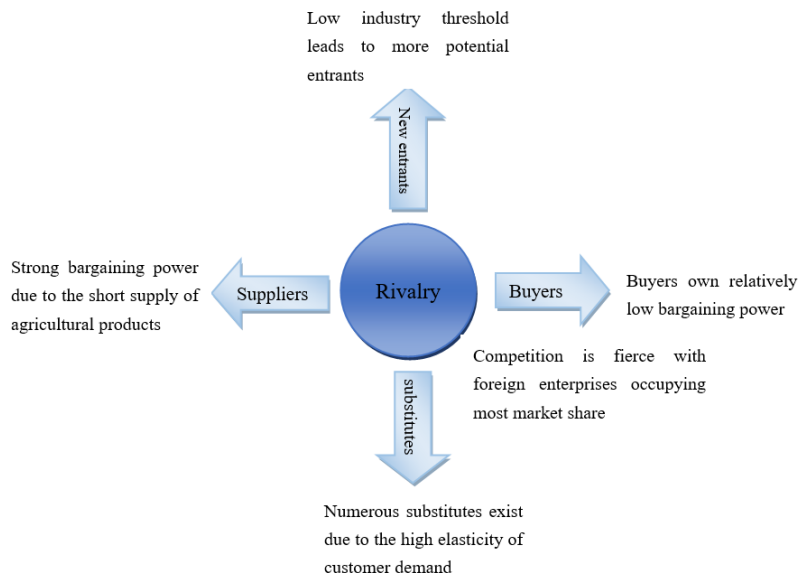 Low industry threshold
leads to more potential
entrants
New entrants
Strong bargaining power
due to the short supply of
agricultural products
Suppliers
Rivalry
Buyers
Buyers own relatively
low bargaining power
Competition is fierce with
foreign enterprises occupying
most market share
substitutes
Numerous substitutes exist
due to the high elasticity of
customer demand